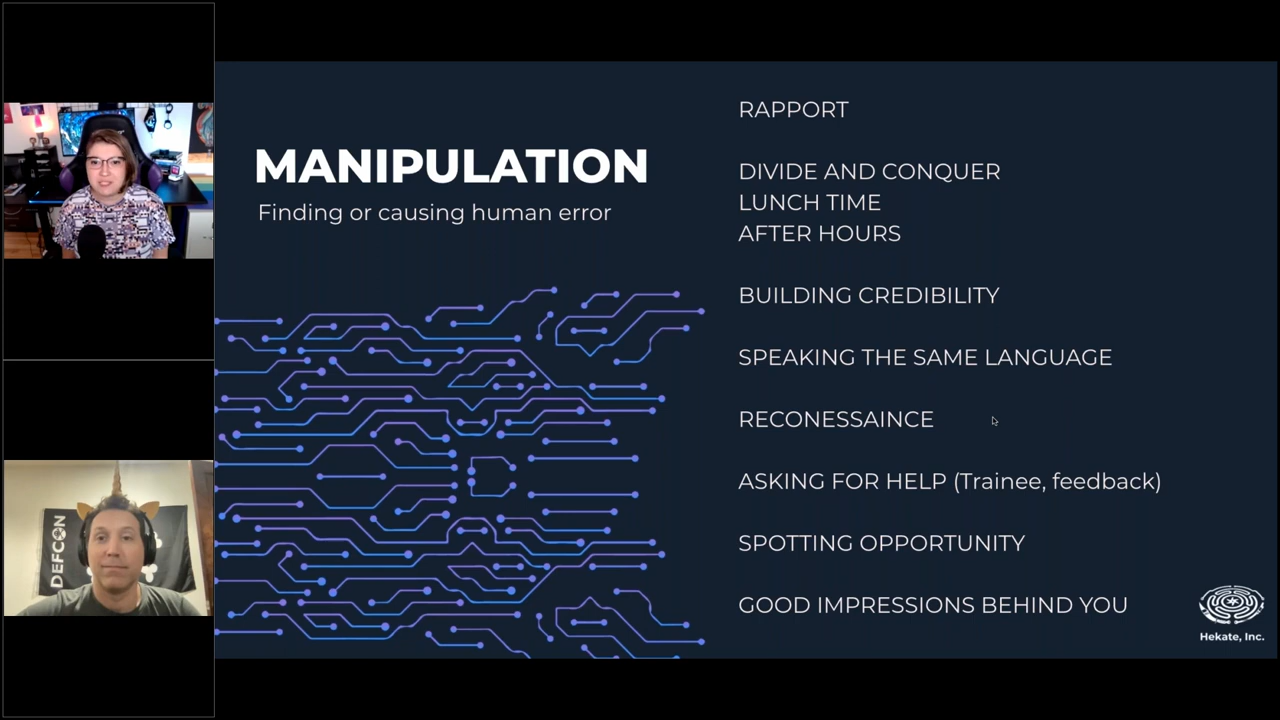 MANIPULATION
Finding or causing human error
RAPPORT
DIVIDE AND CONQUER
LUNCH TIME
AFTER HOURS
BUILDING CREDIBILITY
SPEAKING THE SAME LANGUAGE
RECONESSAINCE
ASKING FOR HELP (Trainee, feedback)
SPOTTING OPPORTUNITY
GOOD IMPRESSIONS BEHIND YOU
Hekate, Inc.
DEFCON